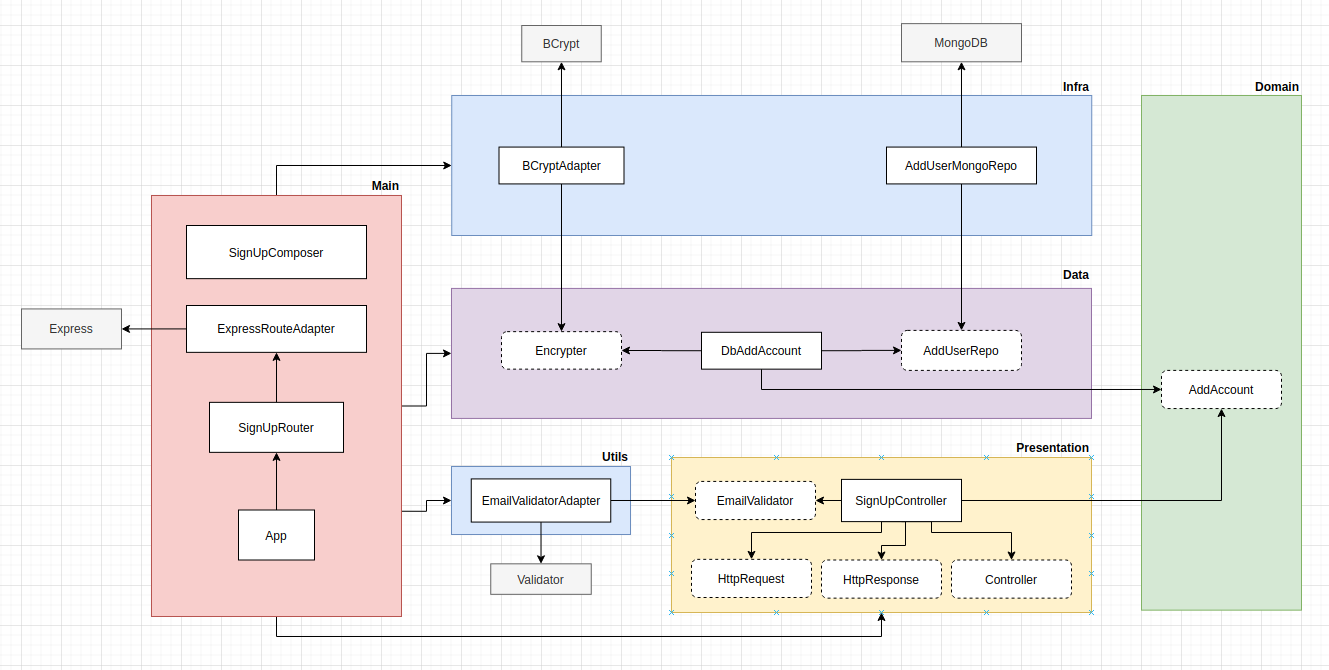 BCrypt
MongoDB
Infra
Domain
BCryptAdapter
AddUserMongoRepo
Main
SignUpComposer
Data
Express
ExpressRouteAdapter
Encrypter
DbAddAccount
AddUserRepo
AddAccount
SignUpRouter
Presentation
Utils
EmailValidatorAdapter
EmailValidator
SignUpController
App
Validator
HttpRequest
HttpResponse
Controller